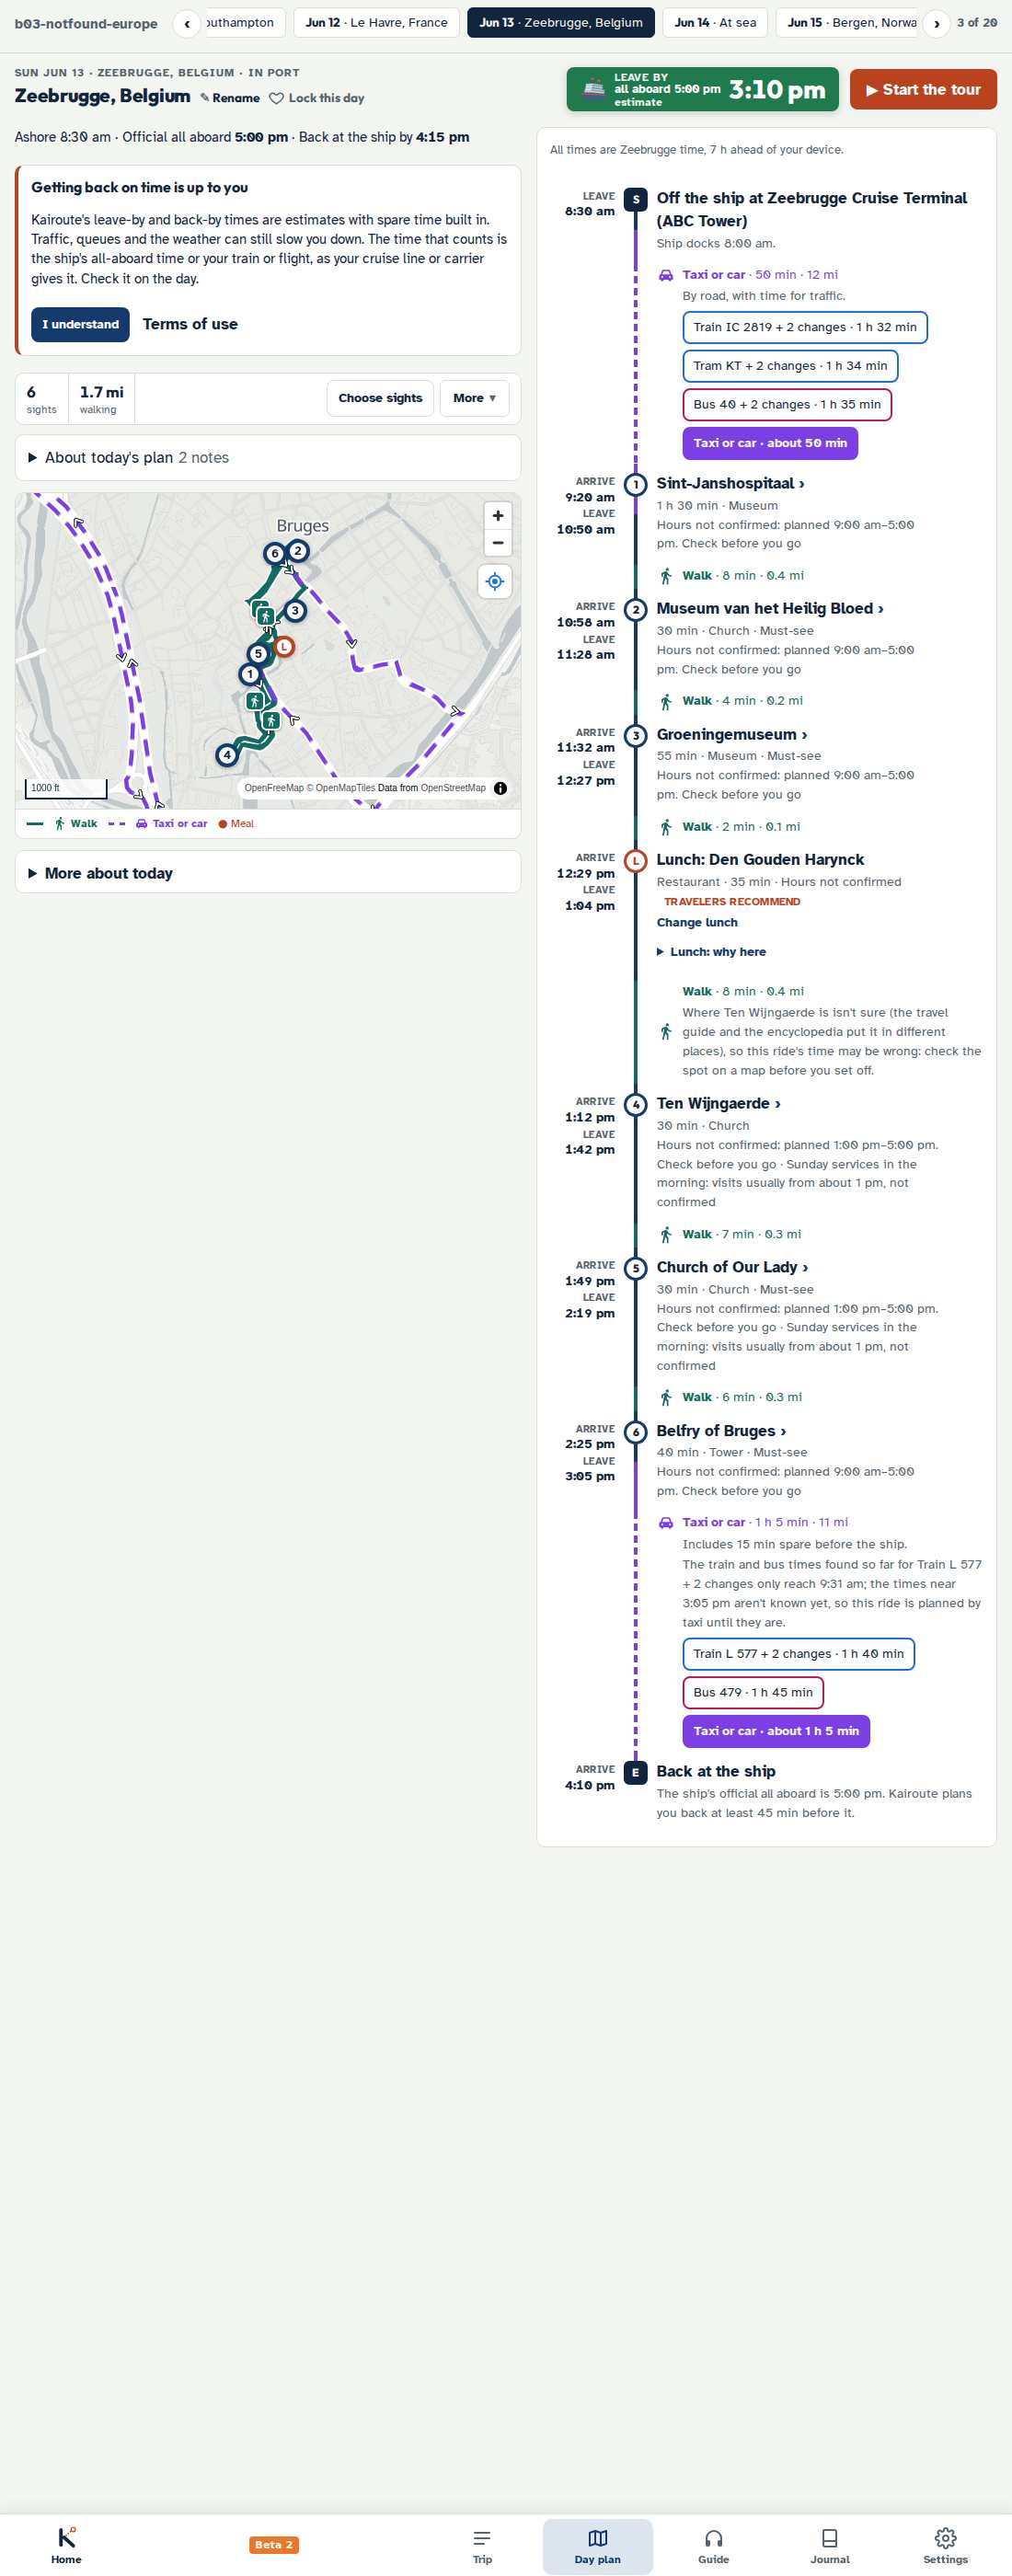 b03-notfound-europe
‹
outhampton
Jun 12 · Le Havre, France
Jun 13 · Zeebrugge, Belgium
Jun 14 · At sea
Jun 15 · Bergen, Norwa
›
3 of 20
SUN JUN 13 · ZEEBRUGGE, BELGIUM · IN PORT
Zeebrugge, Belgium ✎ Rename ♡ Lock this day
LEAVE BY
all aboard 5:00 pm
estimate
3:10 pm
▶ Start the tour
Ashore 8:30 am · Official all aboard 5:00 pm · Back at the ship by 4:15 pm
Getting back on time is up to you
Kairoute's leave-by and back-by times are estimates with spare time built in.
Traffic, queues and the weather can still slow you down. The time that counts is
the ship's all-aboard time or your train or flight, as your cruise line or carrier
gives it. Check it on the day.
I understand
Terms of use
6
sights
1.7 mi
walking
Choose sights
More ▾
▶ About today's plan 2 notes
Bruges
+
−
6
2
3
L
5
1
4
1000 ft
OpenFreeMap © OpenMapTiles Data from OpenStreetMap
Walk
Taxi or car
Meal
▶ More about today
All times are Zeebrugge time, 7 h ahead of your device.
LEAVE
8:30 am
S
Off the ship at Zeebrugge Cruise Terminal
(ABC Tower)
Ship docks 8:00 am.
Taxi or car · 50 min · 12 mi
By road, with time for traffic.
Train IC 2819 + 2 changes · 1 h 32 min
Tram KT + 2 changes · 1 h 34 min
Bus 40 + 2 changes · 1 h 35 min
Taxi or car · about 50 min
ARRIVE
9:20 am
LEAVE
10:50 am
1
Sint-Janshospitaal ›
1 h 30 min · Museum
Hours not confirmed: planned 9:00 am–5:00
pm. Check before you go
Walk · 8 min · 0.4 mi
ARRIVE
10:58 am
LEAVE
11:28 am
2
Museum van het Heilig Bloed ›
30 min · Church · Must-see
Hours not confirmed: planned 9:00 am–5:00
pm. Check before you go
Walk · 4 min · 0.2 mi
ARRIVE
11:32 am
LEAVE
12:27 pm
3
Groeningemuseum ›
55 min · Museum · Must-see
Hours not confirmed: planned 9:00 am–5:00
pm. Check before you go
Walk · 2 min · 0.1 mi
ARRIVE
12:29 pm
LEAVE
1:04 pm
L
Lunch: Den Gouden Harynck
Restaurant · 35 min · Hours not confirmed
TRAVELERS RECOMMEND
Change lunch
▶ Lunch: why here
Walk · 8 min · 0.4 mi
Where Ten Wijngaerde is isn't sure (the travel
guide and the encyclopedia put it in different
places), so this ride's time may be wrong: check the
spot on a map before you set off.
ARRIVE
1:12 pm
LEAVE
1:42 pm
4
Ten Wijngaerde ›
30 min · Church
Hours not confirmed: planned 1:00 pm–5:00 pm.
Check before you go · Sunday services in the
morning: visits usually from about 1 pm, not
confirmed
Walk · 7 min · 0.3 mi
ARRIVE
1:49 pm
LEAVE
2:19 pm
5
Church of Our Lady ›
30 min · Church · Must-see
Hours not confirmed: planned 1:00 pm–5:00 pm.
Check before you go · Sunday services in the
morning: visits usually from about 1 pm, not
confirmed
Walk · 6 min · 0.3 mi
ARRIVE
2:25 pm
LEAVE
3:05 pm
6
Belfry of Bruges ›
40 min · Tower · Must-see
Hours not confirmed: planned 9:00 am–5:00
pm. Check before you go
Taxi or car · 1 h 5 min · 11 mi
Includes 15 min spare before the ship.
The train and bus times found so far for Train L 577
+ 2 changes only reach 9:31 am; the times near
3:05 pm aren't known yet, so this ride is planned by
taxi until they are.
Train L 577 + 2 changes · 1 h 40 min
Bus 479 · 1 h 45 min
Taxi or car · about 1 h 5 min
ARRIVE
4:10 pm
E
Back at the ship
The ship's official all aboard is 5:00 pm. Kairoute plans
you back at least 45 min before it.
Home
Beta 2
Trip
Day plan
Guide
Journal
Settings